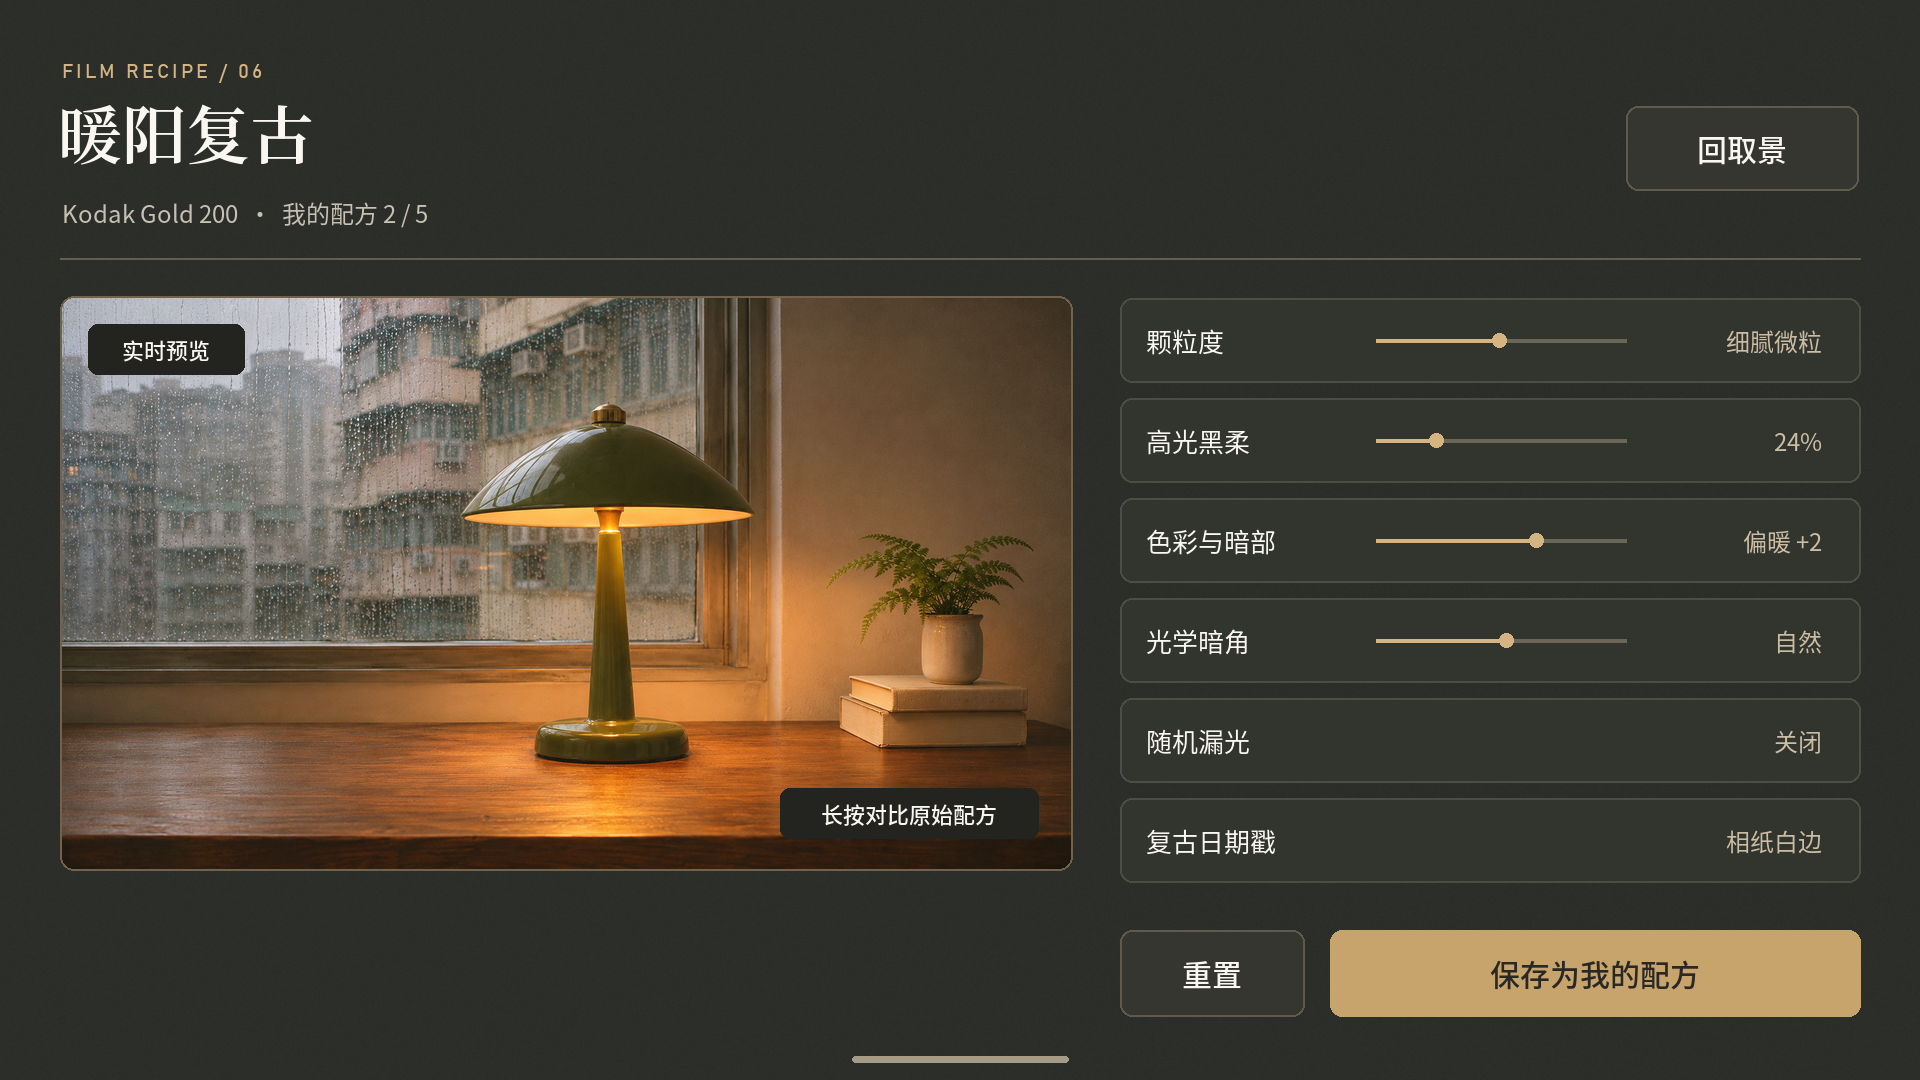 FILM RECIPE / 06
暖阳复古
Kodak Gold 200 • 我的配方 2 / 5
回取景
实时预览
长按对比原始配方
颗粒度 细腻微粒
高光黑柔 24%
色彩与暗部 偏暖 +2
光学暗角 自然
随机漏光 关闭
复古日期戳 相纸白边
重置
保存为我的配方